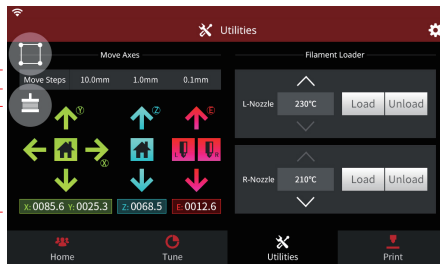 Utilities
Move Axes
Filament Loader
Move Steps 10.0mm 1.0mm 0.1mm
Y Z E
L-Nozzle 230℃ Load Unload
X
L R
R-Nozzle 210℃ Load Unload
X: 0085.6 Y: 0025.3 Z: 0068.5 E: 0012.6
Home Tune Utilities Print